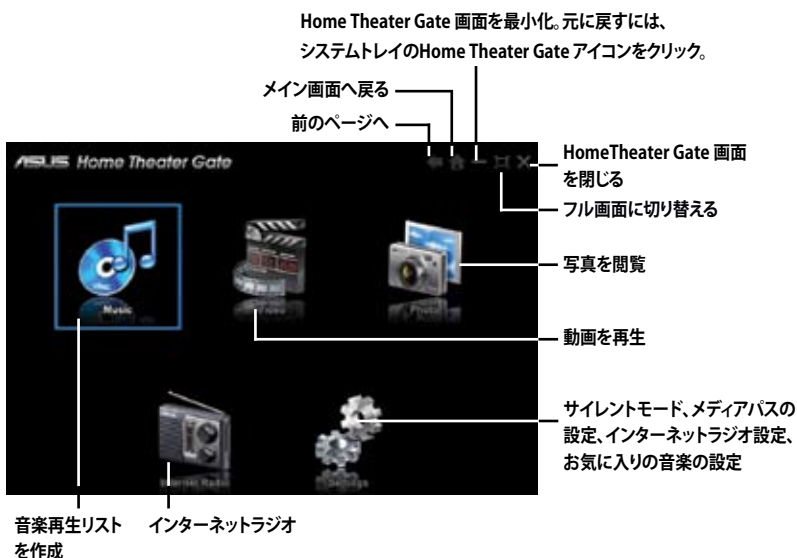 Home Theater Gate 画面を最小化。元に戻すには、
システムトレイのHome Theater Gate アイコンをクリック。
メイン画面へ戻る
前のページへ
ASUS Home Theater Gate
HomeTheater Gate 画面
を閉じる
フル画面に切り替える
Music
Video
Photo
写真を閲覧
動画を再生
Internet Radio
Settings
サイレントモード、メディアパスの
設定、インターネットラジオ設定、
お気に入りの音楽の設定
音楽再生リスト
を作成
インターネットラジオ